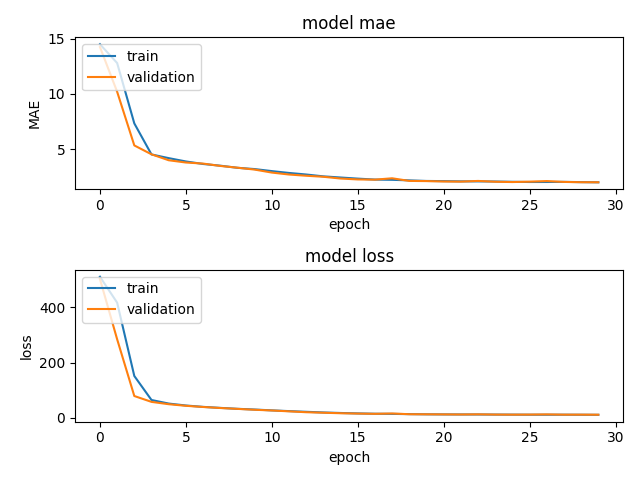 model mae
15
10
5
MAE
train
validation
0 5 10 15 20 25 30
epoch
model loss
400
200
0
loss
train
validation
0 5 10 15 20 25 30
epoch